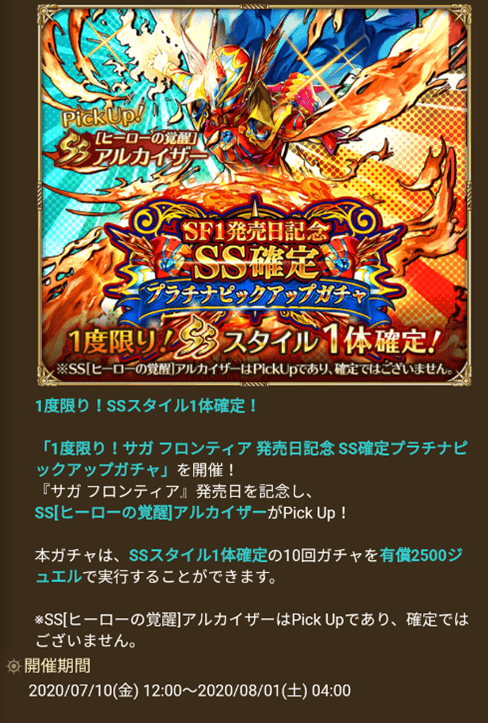 PickUp!
[ヒーローの覚醒]
SS アルカイザー
SF1発売日記念
SS確定
プラチナピックアップガチャ
1度限り!SSスタイル1体確定!
※SS[ヒーローの覚醒]アルカイザーはPickUpであり、確定ではございません。
1度限り！SSスタイル1体確定！
「1度限り！サガ フロンティア 発売日記念 SS確定プラチナピ
ックアップガチャ」を開催！
『サガ フロンティア』発売日を記念し、
SS[ヒーローの覚醒]アルカイザーがPick Up！
本ガチャは、SSスタイル1体確定の10回ガチャを有償2500ジ
ュエルで実行することができます。
※SS[ヒーローの覚醒]アルカイザーはPick Upであり、確定では
ございません。
開催期間
2020/07/10(金) 12:00～2020/08/01(土) 04:00